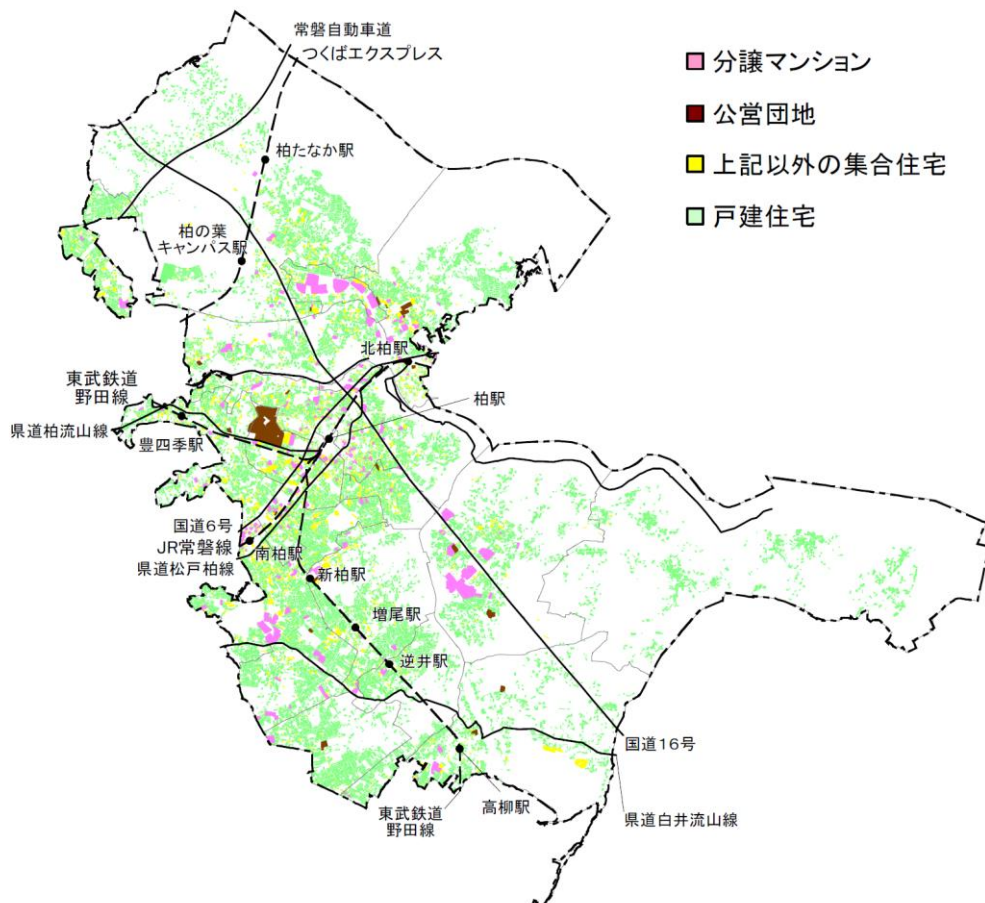 常磐自動車道
つくばエクスプレス
分譲マンション
公営団地
上記以外の集合住宅
戸建住宅
柏たなか駅
柏の葉
キャンパス駅
北柏駅
東武鉄道
野田線
柏駅
県道柏流山線
豊四季駅
国道6号
JR常磐線
南柏駅
県道松戸柏線
新柏駅
増尾駅
逆井駅
国道16号
高柳駅
東武鉄道
野田線
県道白井流山線